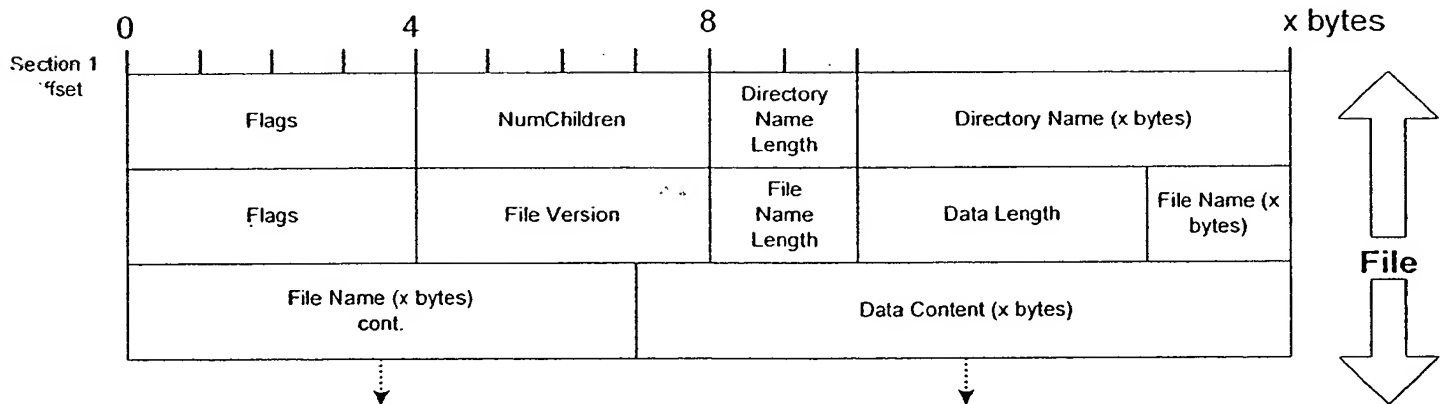 0 4 8 x bytes
Section 1
ffset
Flags
NumChildren
Directory
Name
Length
Directory Name (x bytes)
Flags
File Version
File
Name
Length
Data Length
File Name (x
bytes)
File Name (x bytes)
cont.
Data Content (x bytes)
File